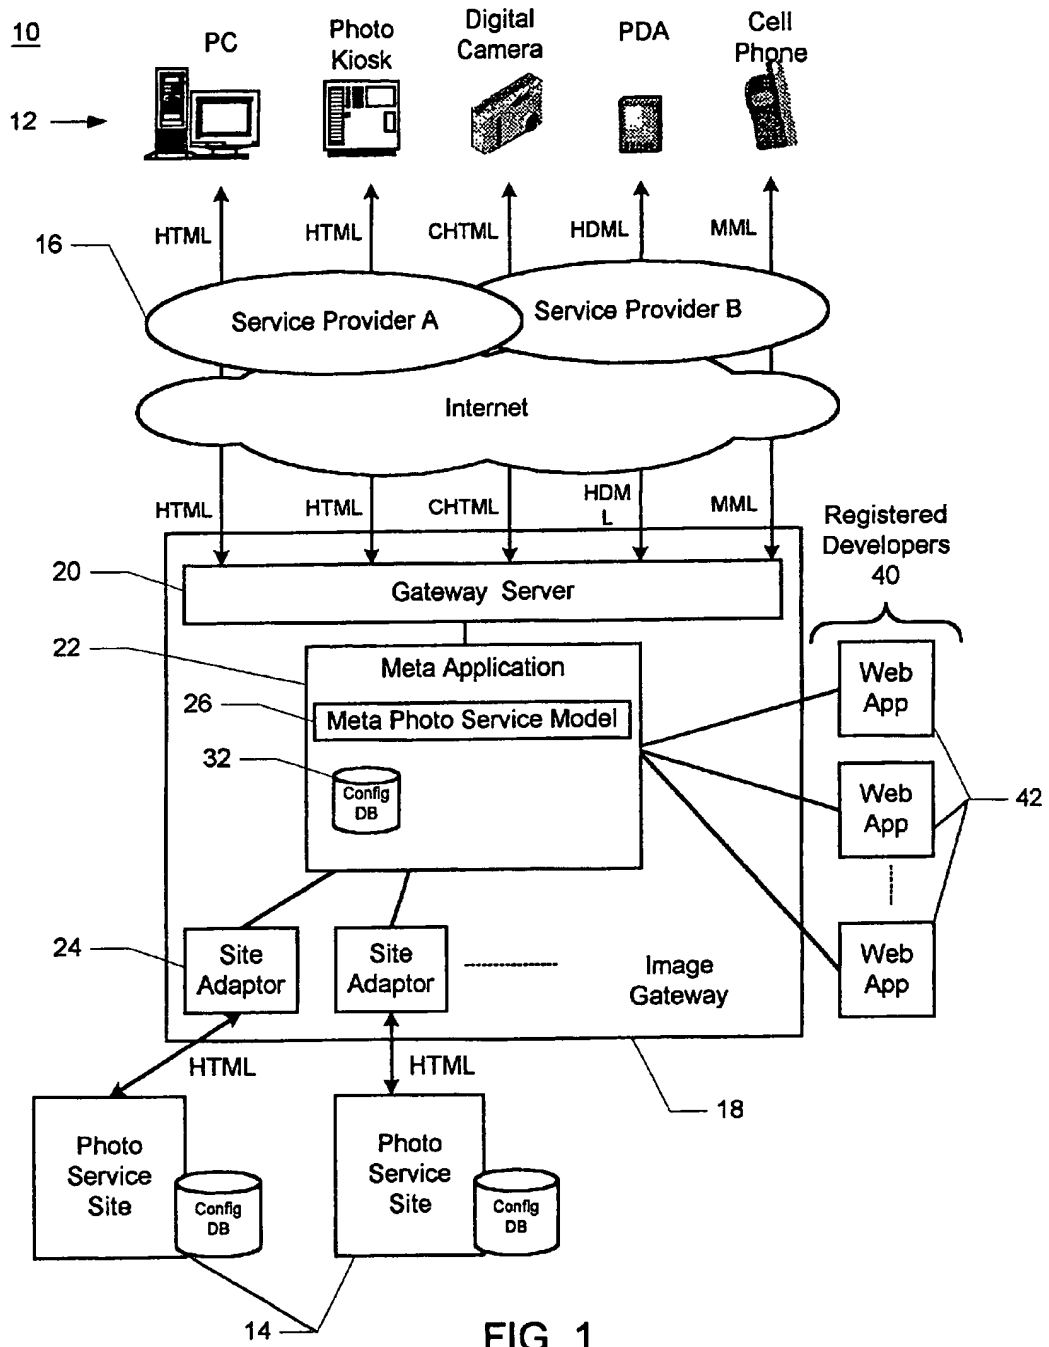 10
PC
Photo
Kiosk
Digital
Camera
PDA
Cell
Phone
12
HTML
HTML
CHTML
HDML
MML
16
Service Provider A
Service Provider B
Internet
HTML
HTML
CHTML
HDM
L
MML
Registered
Developers
40
20
Gateway Server
22
Meta Application
26
Meta Photo Service Model
32
Config
DB
Web
App
Web
App
42
Web
App
24
Site
Adaptor
Site
Adaptor
Image
Gateway
HTML
HTML
18
Photo
Service
Site
Config
DB
Photo
Service
Site
Config
DB
14
FIG. 1